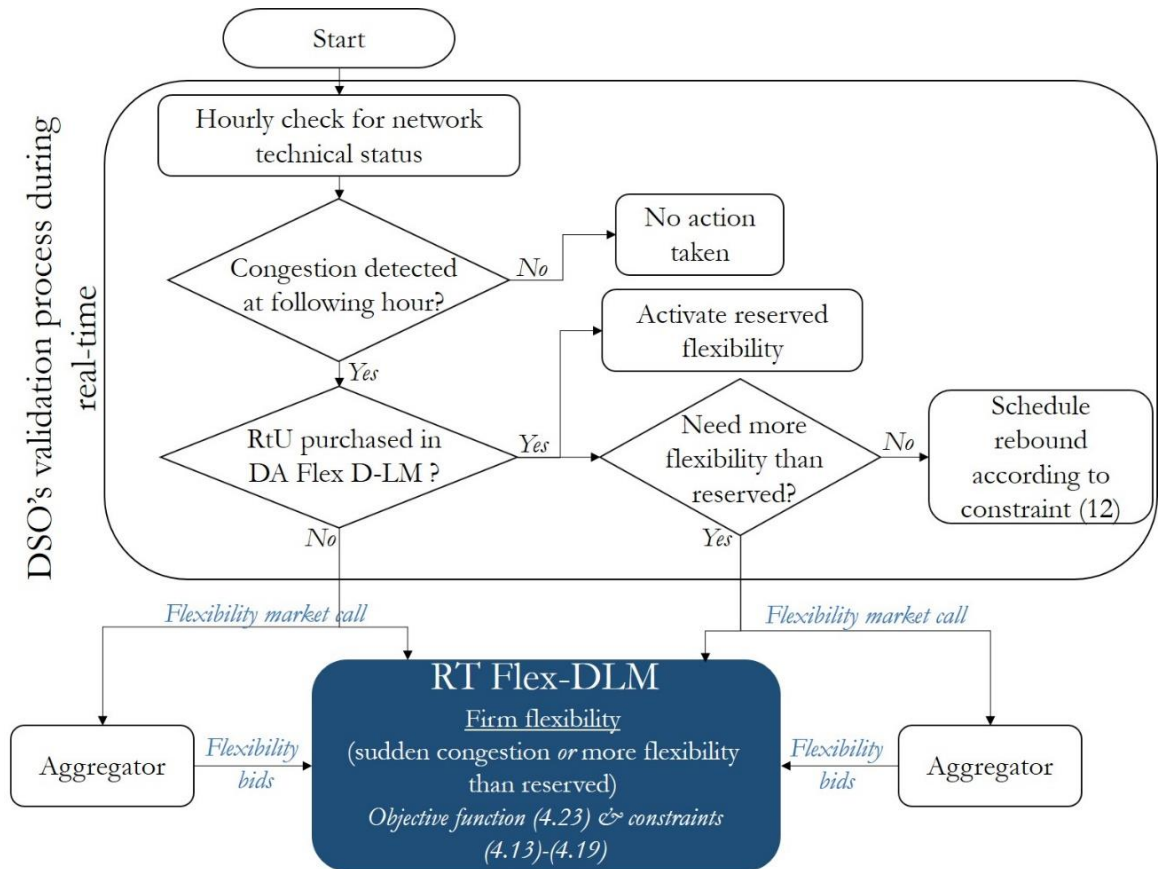 Start
DSO's validation process during
real-time
Hourly check for network
technical status
Congestion detected
at following hour?
No
No action
taken
Yes
Activate reserved
flexibility
RtU purchased in
DA Flex D-LM ?
Yes
Need more
flexibility than
reserved?
No
Schedule
rebound
according to
constraint (12)
No
Yes
Flexibility market call
Flexibility market call
RT Flex-DLM
Firm flexibility
(sudden congestion or more flexibility
than reserved)
Objective function (4.23) & constraints
(4.13)-(4.19)
Aggregator
Flexibility
bids
Flexibility
bids
Aggregator